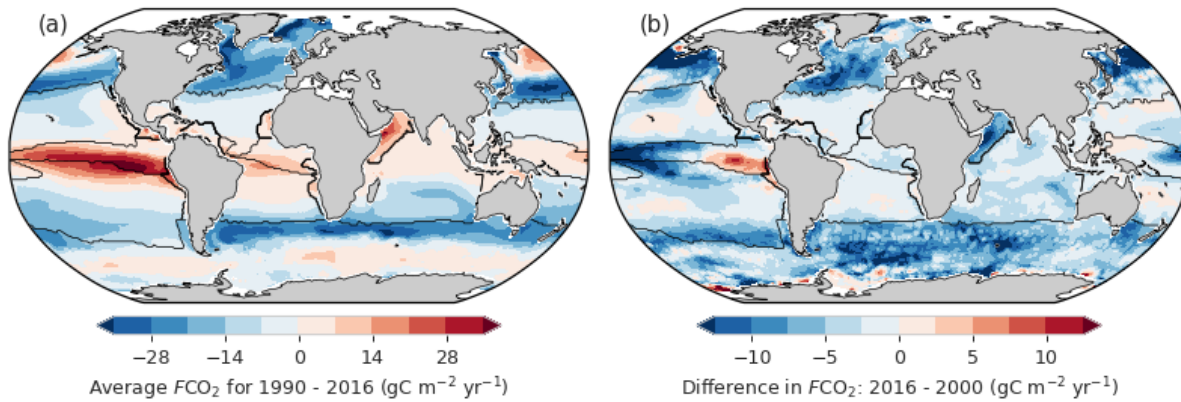 (a)
(b)
−28 −14 0 14 28
−10 −5 0 5 10
Average FCO₂ for 1990 - 2016 (gC m⁻² yr⁻¹)
Difference in FCO₂: 2016 - 2000 (gC m⁻² yr⁻¹)